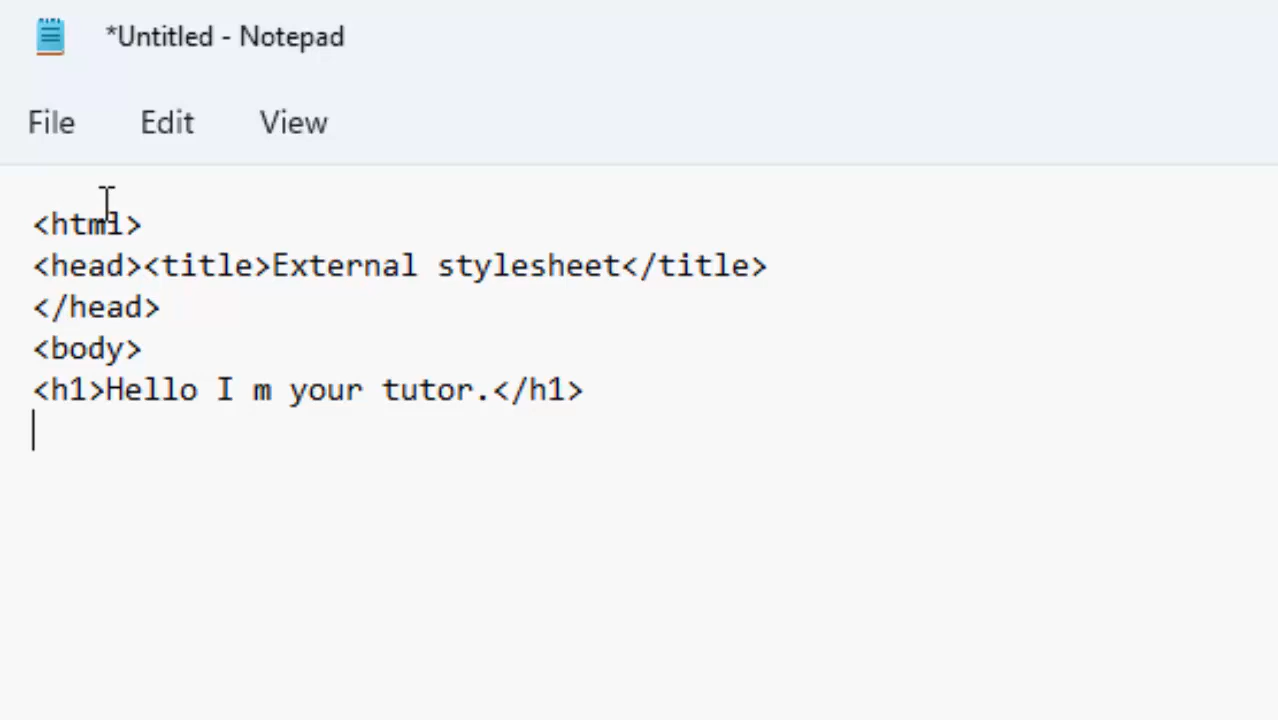 *Untitled - Notepad
File Edit View
<html>
<head><title>External stylesheet</title>
</head>
<body>
<h1>Hello I m your tutor.</h1>